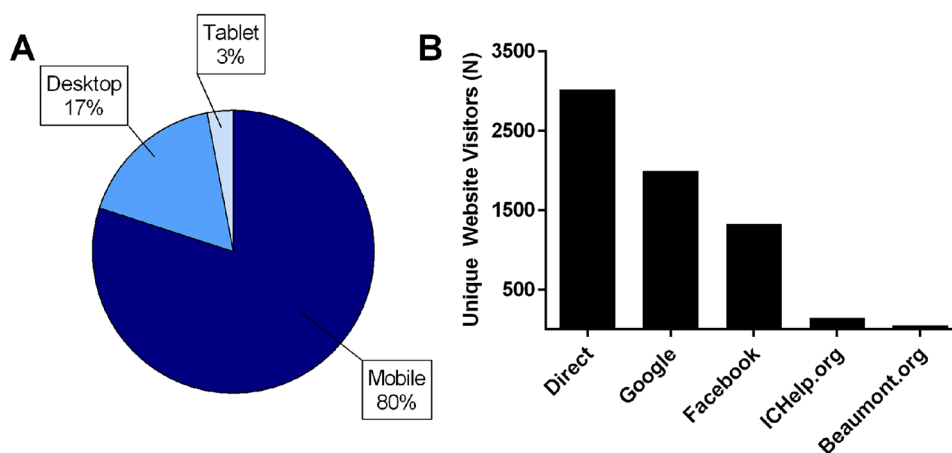 A
Tablet
3%
Desktop
17%
Mobile
80%
B
Unique Website Visitors (N)
3500
2500
1500
500
Direct
Google
Facebook
ICHelp.org
Beaumont.org